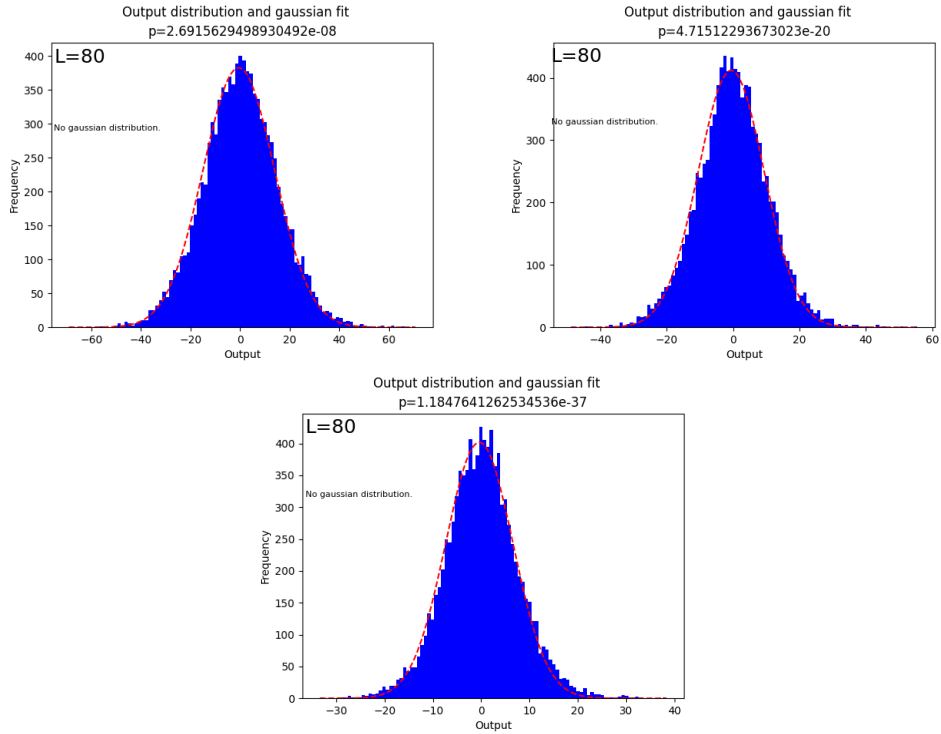 Output distribution and gaussian fit
p=2.6915629498930492e-08
L=80
No gaussian distribution.
Frequency
400
350
300
250
200
150
100
50
0
−60
−40
−20
0
20
40
60
Output
Output distribution and gaussian fit
p=4.71512293673023e-20
L=80
No gaussian distribution.
Frequency
400
300
200
100
0
−40
−20
0
20
40
60
Output
Output distribution and gaussian fit
p=1.1847641262534536e-37
L=80
No gaussian distribution.
Frequency
400
350
300
250
200
150
100
50
0
−30
−20
−10
0
10
20
30
40
Output